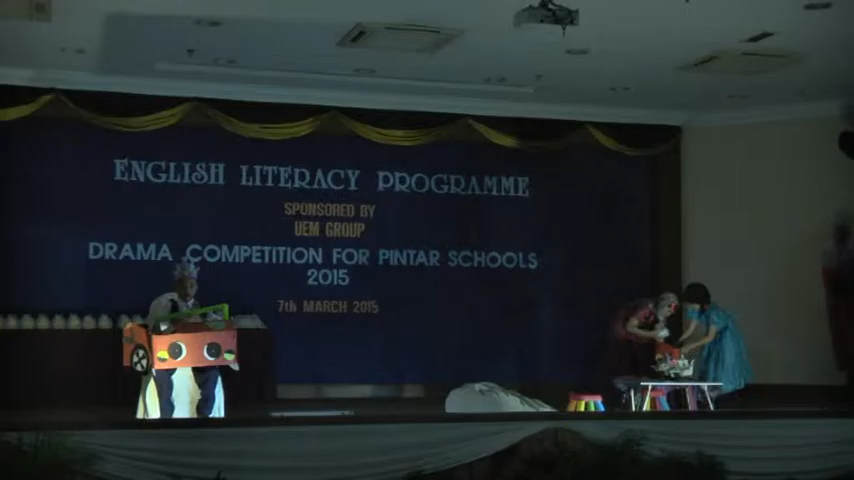 ENGLISH LITERACY PROGRAMME
SPONSORED BY
UEM GROUP
DRAMA COMPETITION FOR PINTAR SCHOOLS
2015
7th MARCH 2015